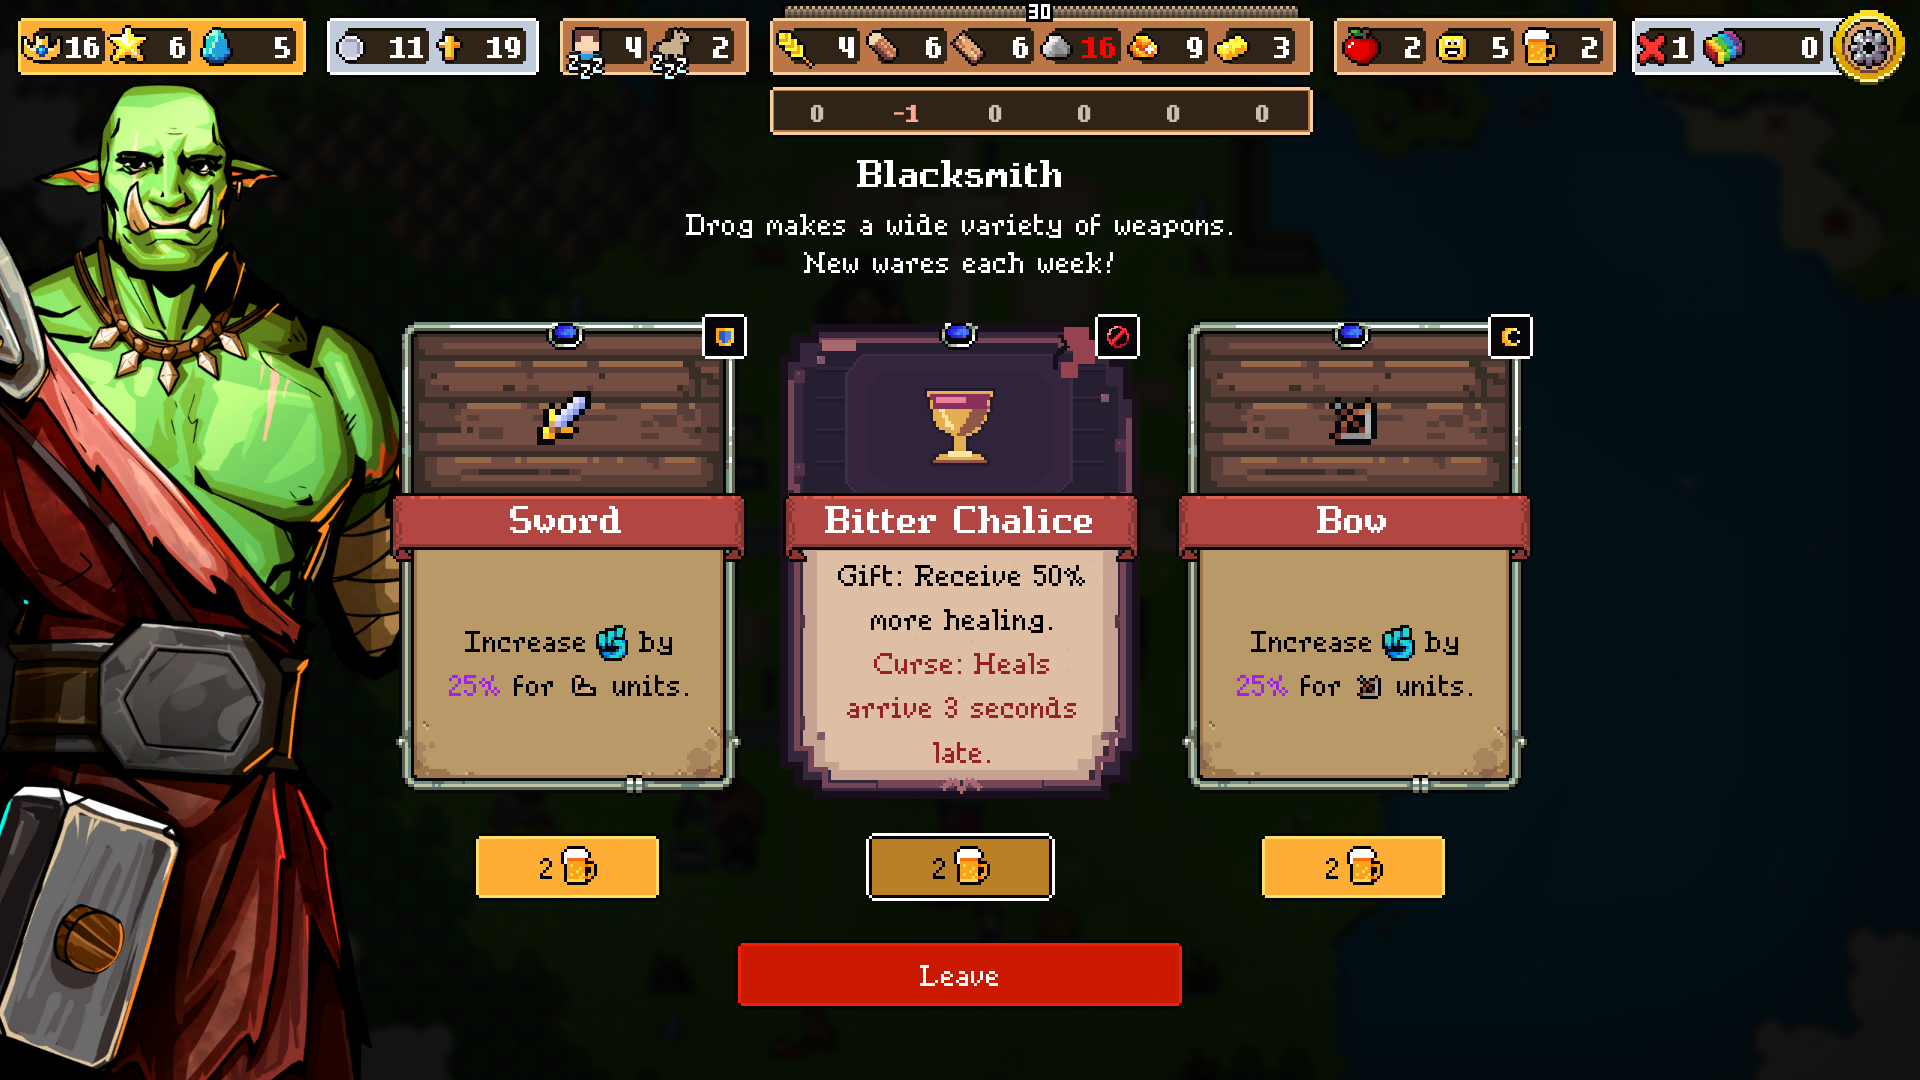 16 6 5 11 19 4 2 30 4 6 6 16 9 3 2 5 2 1 0
zzz zzz
0 -1 0 0 0 0
Blacksmith
Drog makes a wide variety of weapons.
New wares each week!
Sword
Increase by
25% for units.
2
Bitter Chalice
Gift: Receive 50%
more healing.
Curse: Heals
arrive 3 seconds
late.
2
Bow
Increase by
25% for units.
2
Leave